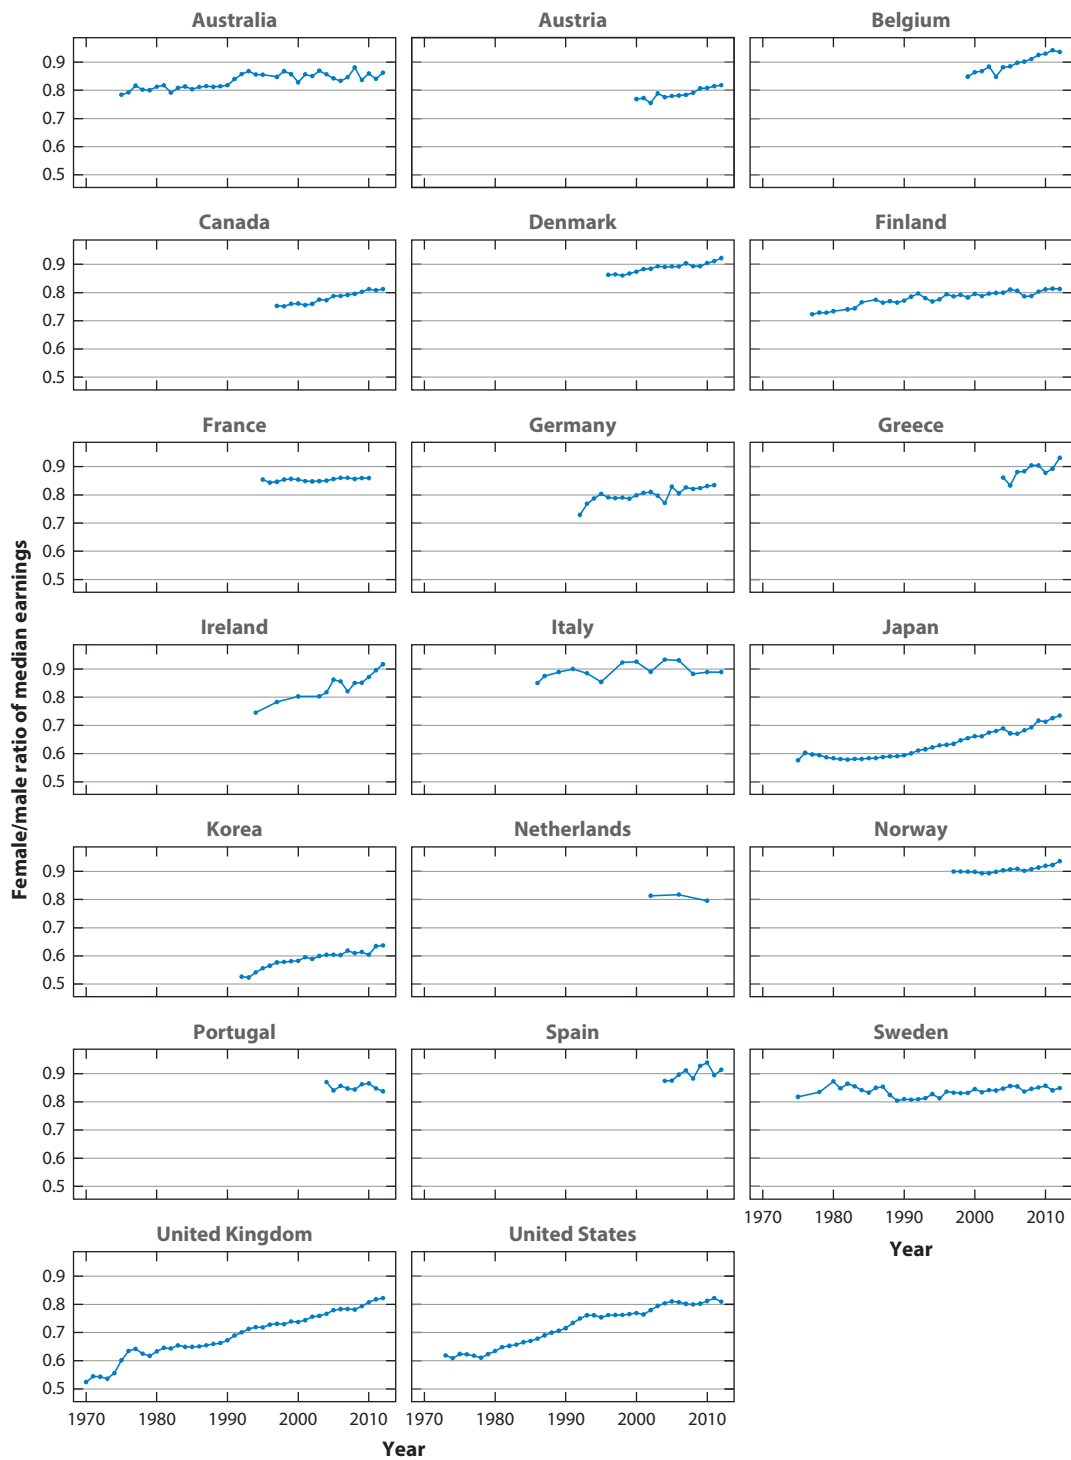 Australia
Austria
Belgium
0.9
0.8
0.7
0.6
0.5
Canada
Denmark
Finland
0.9
0.8
0.7
0.6
0.5
France
Germany
Greece
0.9
0.8
0.7
0.6
0.5
Female/male ratio of median earnings
Ireland
Italy
Japan
0.9
0.8
0.7
0.6
0.5
Korea
Netherlands
Norway
0.9
0.8
0.7
0.6
0.5
Portugal
Spain
Sweden
0.9
0.8
0.7
0.6
0.5
1970 1980 1990 2000 2010
Year
United Kingdom
United States
0.9
0.8
0.7
0.6
0.5
1970 1980 1990 2000 2010
1970 1980 1990 2000 2010
Year